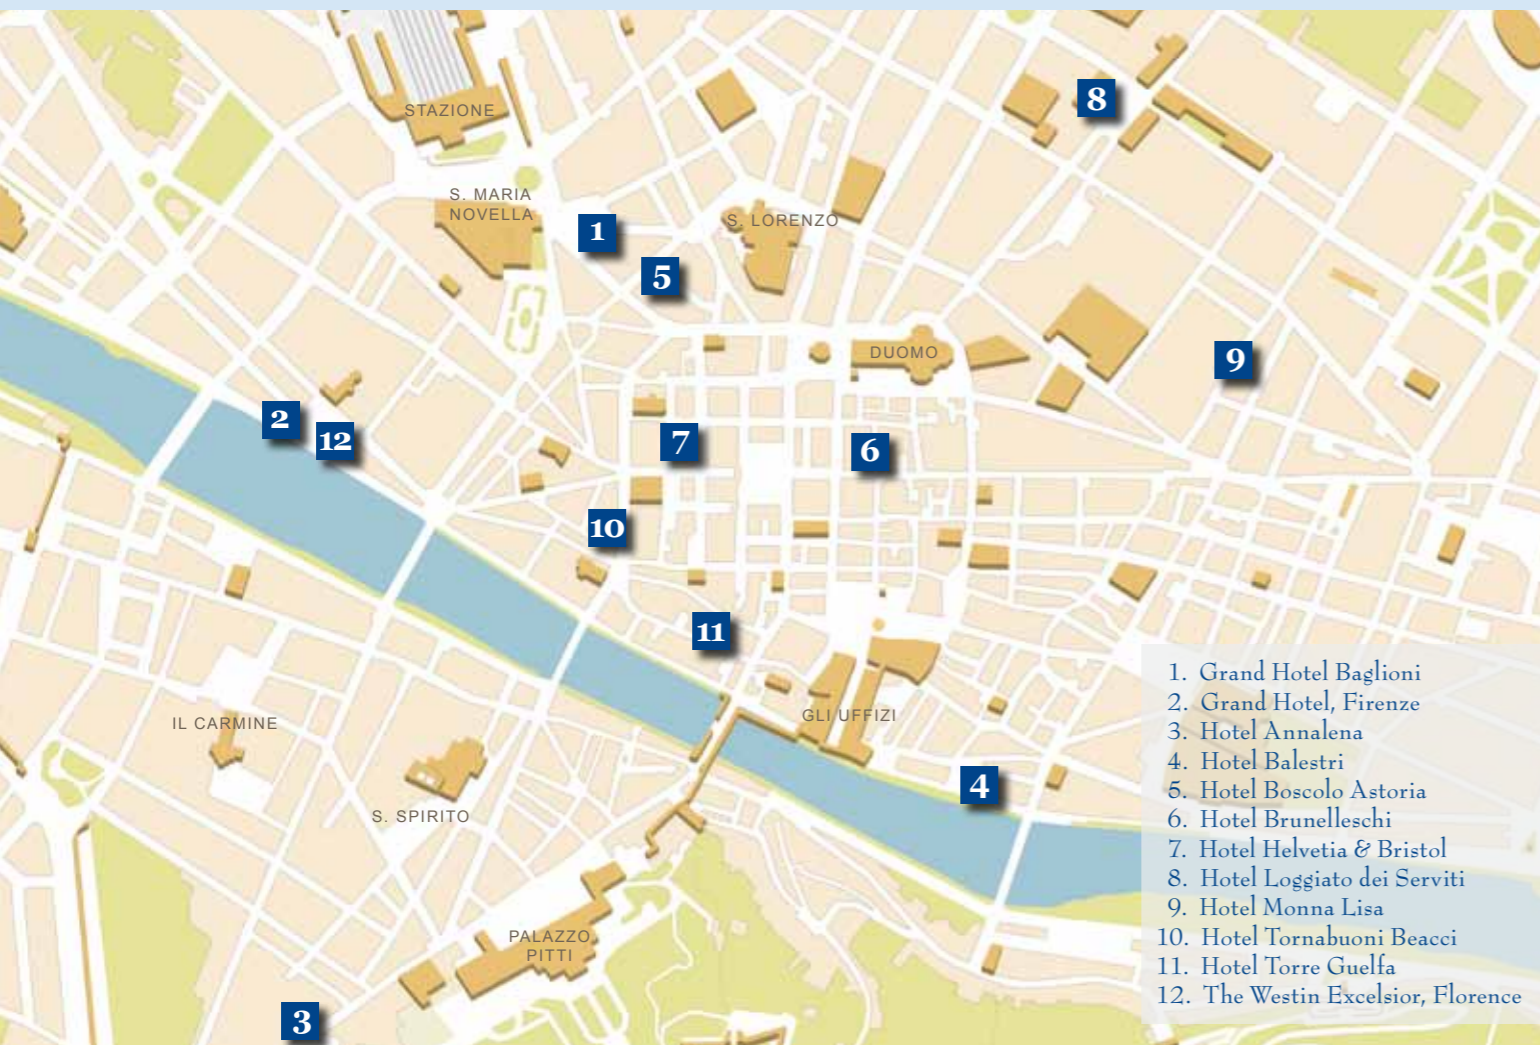 STAZIONE
8
S. MARIA
NOVELLA
S. LORENZO
1
5
DUOMO
9
2
12
7
6
10
11
GLI UFFIZI
IL CARMINE
4
S. SPIRITO
PALAZZO
PITTI
3
1. Grand Hotel Baglioni
2. Grand Hotel, Firenze
3. Hotel Annalena
4. Hotel Balestri
5. Hotel Boscolo Astoria
6. Hotel Brunelleschi
7. Hotel Helvetia & Bristol
8. Hotel Loggiato dei Serviti
9. Hotel Monna Lisa
10. Hotel Tornabuoni Beacci
11. Hotel Torre Guelfa
12. The Westin Excelsior, Florence